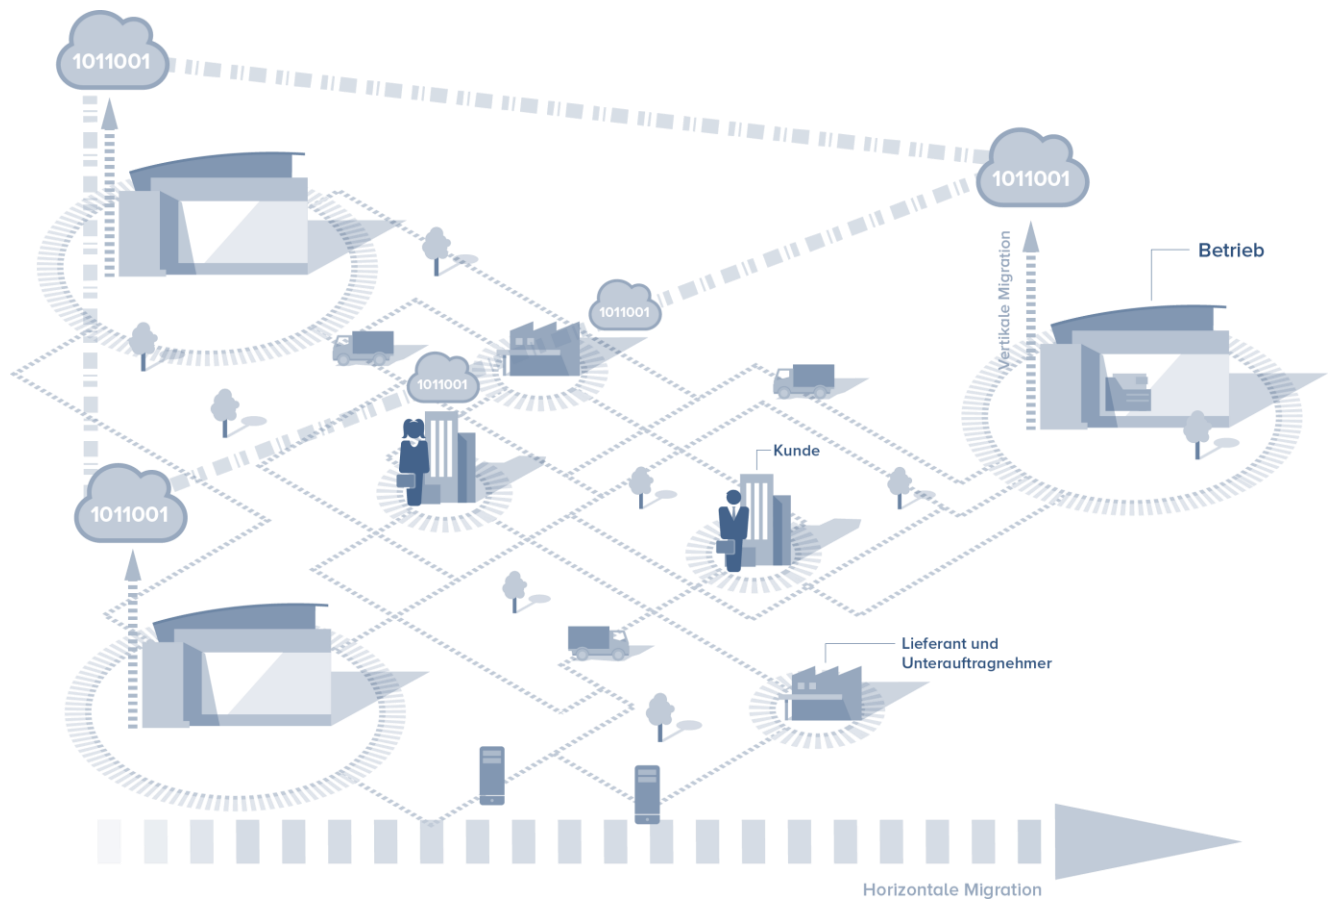 1011001
1011001
Vertikale Migration
Betrieb
1011001
1011001
Kunde
1011001
Lieferant und
Unterauftragnehmer
Horizontale Migration